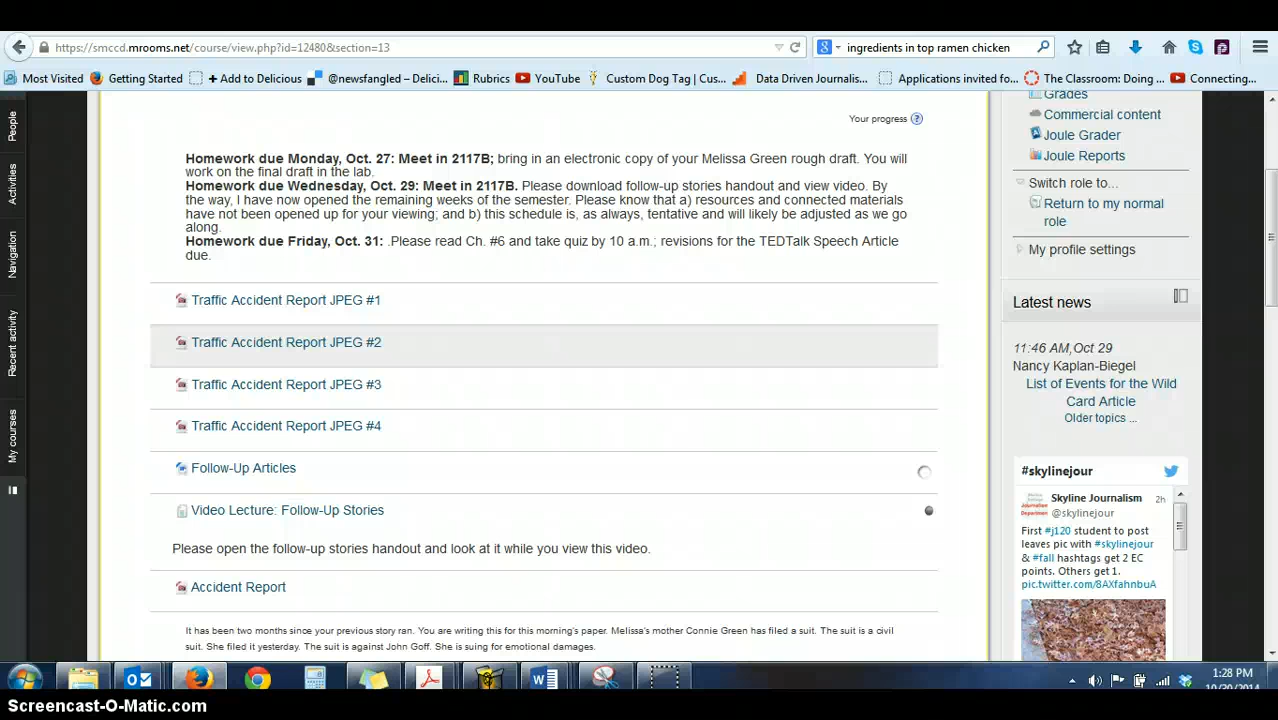 https://smccd.mrooms.net/course/view.php?id=12480&section=13
ingredients in top ramen chicken
Most Visited
Getting Started
+ Add to Delicious
@newsfangled – Delici...
Rubrics
YouTube
Custom Dog Tag | Cus...
Data Driven Journalis...
Applications invited fo...
The Classroom: Doing ...
Connecting...
People
Activities
Navigation
Recent activity
My courses
Your progress
Homework due Monday, Oct. 27: Meet in 2117B; bring in an electronic copy of your Melissa Green rough draft. You will
work on the final draft in the lab.
Homework due Wednesday, Oct. 29: Meet in 2117B. Please download follow-up stories handout and view video. By
the way, I have now opened the remaining weeks of the semester. Please know that a) resources and connected materials
have not been opened up for your viewing; and b) this schedule is, as always, tentative and will likely be adjusted as we go
along.
Homework due Friday, Oct. 31: .Please read Ch. #6 and take quiz by 10 a.m.; revisions for the TEDTalk Speech Article
due.
Traffic Accident Report JPEG #1
Traffic Accident Report JPEG #2
Traffic Accident Report JPEG #3
Traffic Accident Report JPEG #4
Follow-Up Articles
Video Lecture: Follow-Up Stories
Please open the follow-up stories handout and look at it while you view this video.
Accident Report
It has been two months since your previous story ran. You are writing this for this morning's paper. Melissa's mother Connie Green has filed a suit. The suit is a civil
suit. She filed it yesterday. The suit is against John Goff. She is suing for emotional damages.
Grades
Commercial content
Joule Grader
Joule Reports
Switch role to...
Return to my normal
role
My profile settings
Latest news
11:46 AM,Oct 29
Nancy Kaplan-Biegel
List of Events for the Wild
Card Article
Older topics ...
#skylinejour
Skyline Journalism
2h
@skylinejour
First #j120 student to post
leaves pic with #skylinejour
& #fall hashtags get 2 EC
points. Others get 1.
pic.twitter.com/8AXfahnbuA
1:28 PM
Screencast-O-Matic.com